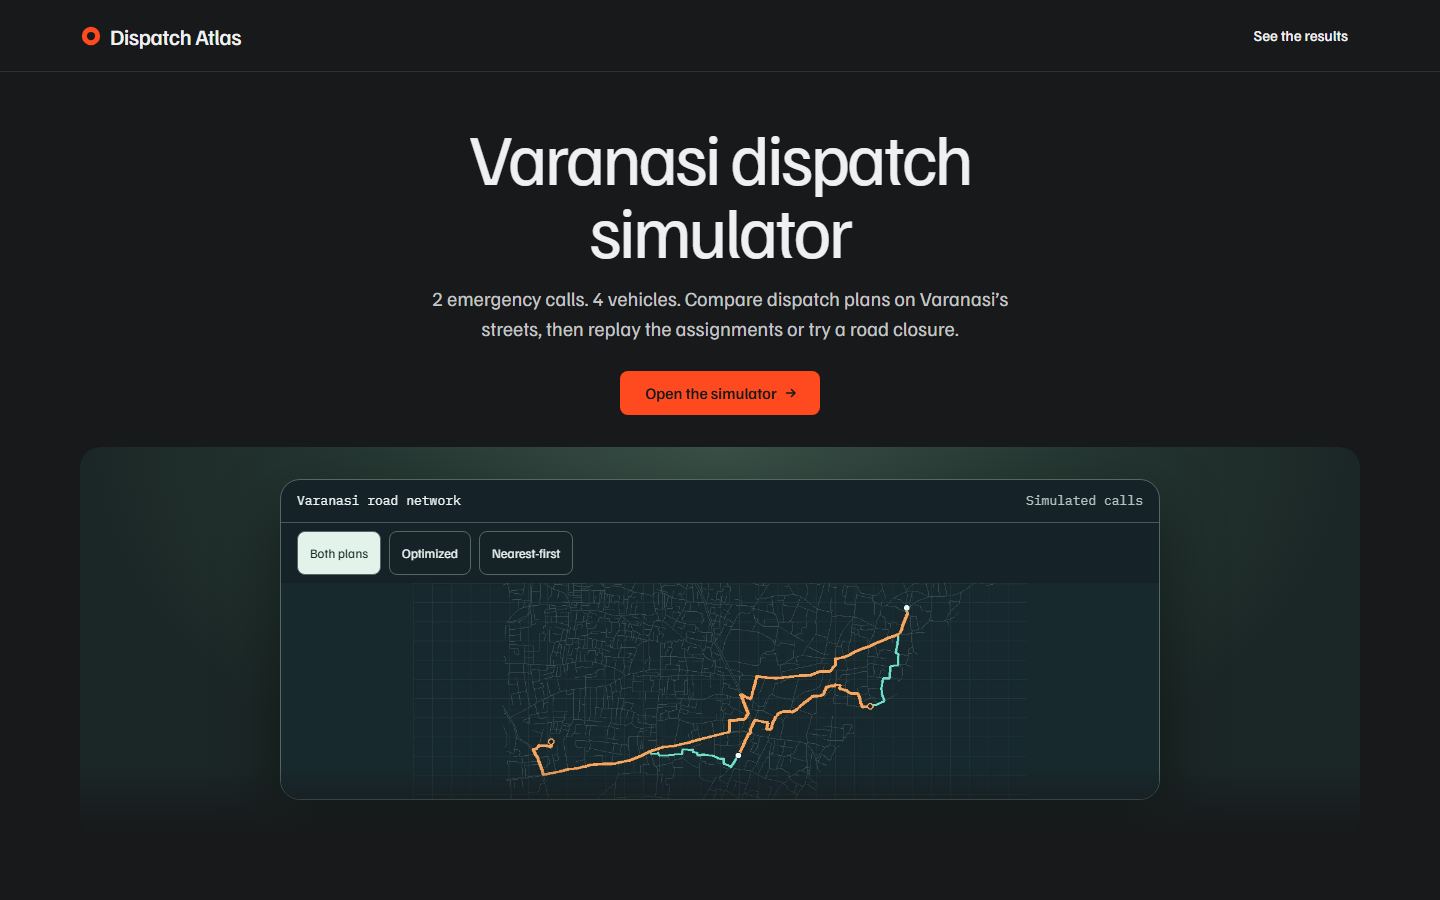 Dispatch Atlas
See the results
Varanasi dispatch
simulator
2 emergency calls. 4 vehicles. Compare dispatch plans on Varanasi’s
streets, then replay the assignments or try a road closure.
Open the simulator →
Varanasi road network
Simulated calls
Both plans
Optimized
Nearest-first